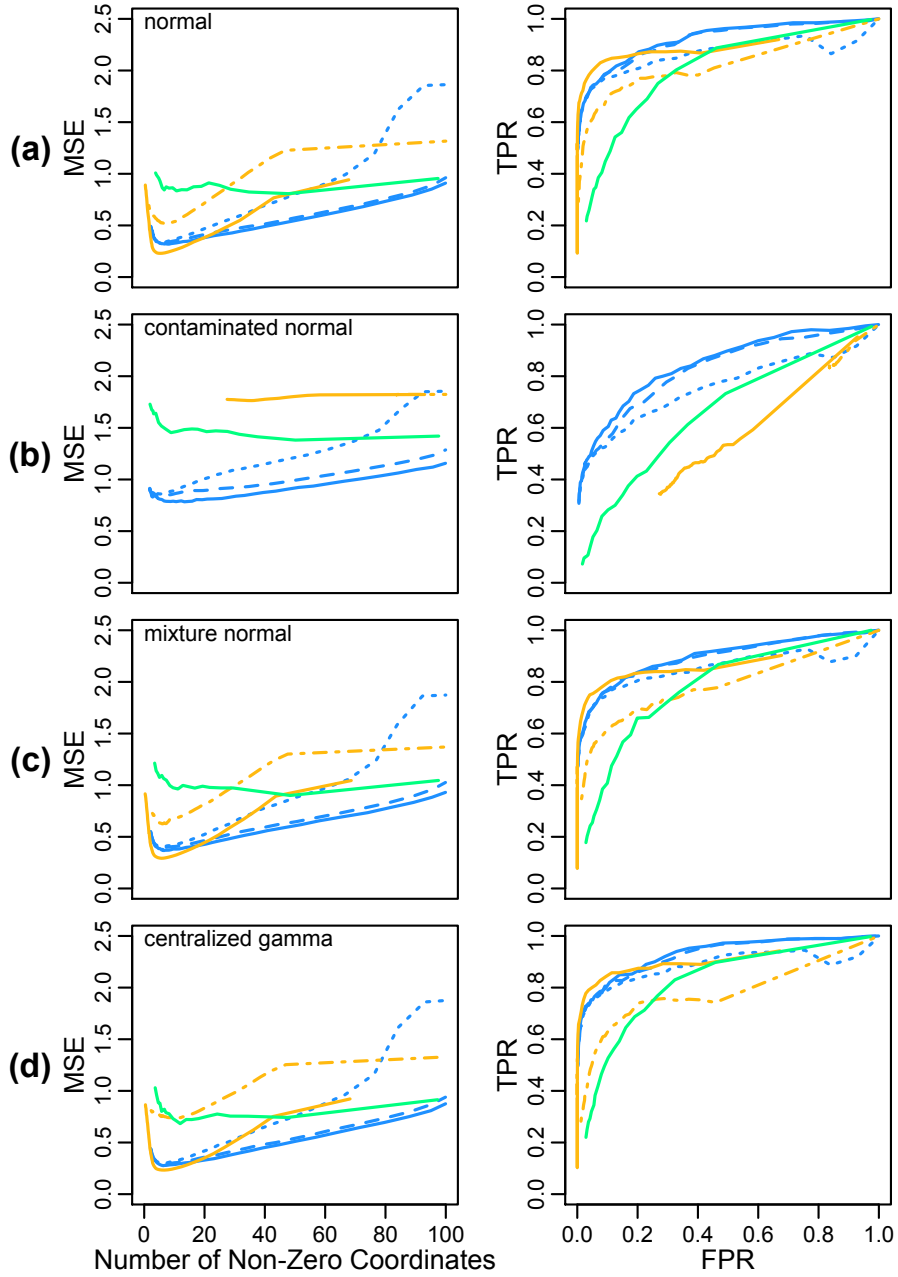 (a)
MSE
0.0 0.5 1.0 1.5 2.0 2.5
normal
TPR
0.0 0.2 0.4 0.6 0.8 1.0
(b)
MSE
0.0 0.5 1.0 1.5 2.0 2.5
contaminated normal
TPR
0.0 0.2 0.4 0.6 0.8 1.0
(c)
MSE
0.0 0.5 1.0 1.5 2.0 2.5
mixture normal
TPR
0.0 0.2 0.4 0.6 0.8 1.0
(d)
MSE
0.0 0.5 1.0 1.5 2.0 2.5
centralized gamma
TPR
0.0 0.2 0.4 0.6 0.8 1.0
0 20 40 60 80 100
Number of Non-Zero Coordinates
0.0 0.2 0.4 0.6 0.8 1.0
FPR